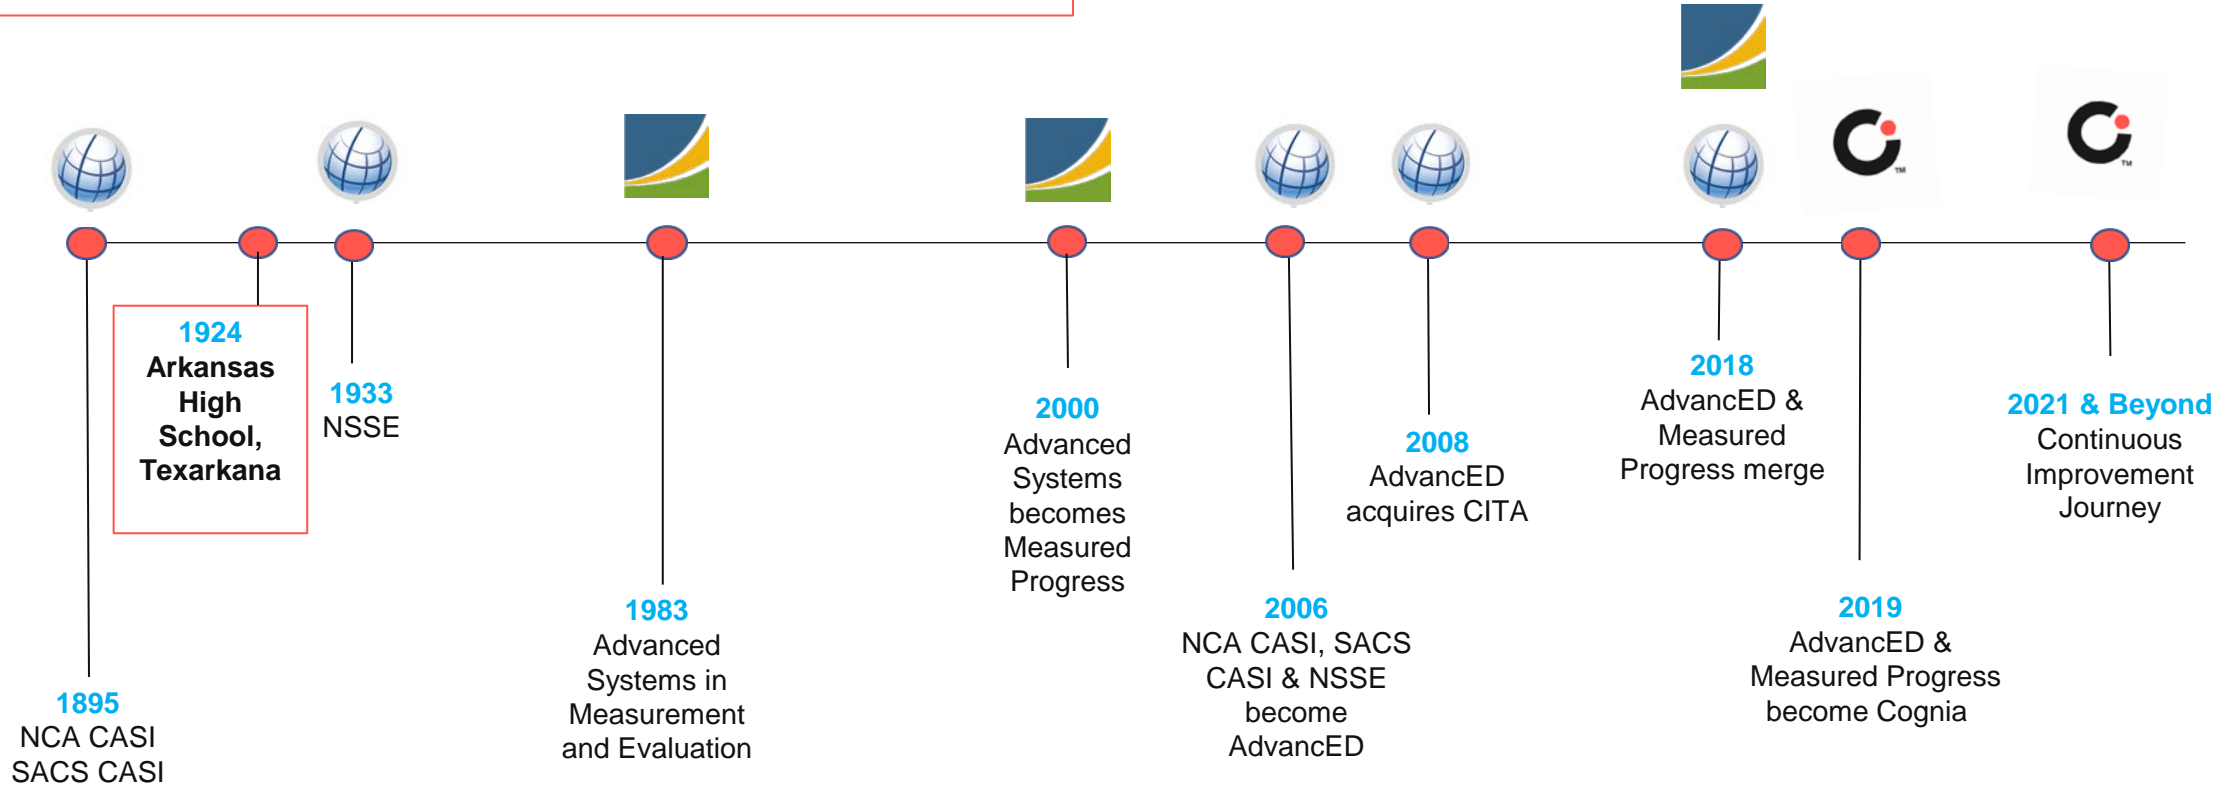 TM
TM
1895
NCA CASI
SACS CASI
1924
Arkansas
High
School,
Texarkana
1933
NSSE
1983
Advanced
Systems in
Measurement
and Evaluation
2000
Advanced
Systems
becomes
Measured
Progress
2006
NCA CASI, SACS
CASI & NSSE
become
AdvancED
2008
AdvancED
acquires CITA
2018
AdvancED &
Measured
Progress merge
2019
AdvancED &
Measured Progress
become Cognia
2021 & Beyond
Continuous
Improvement
Journey